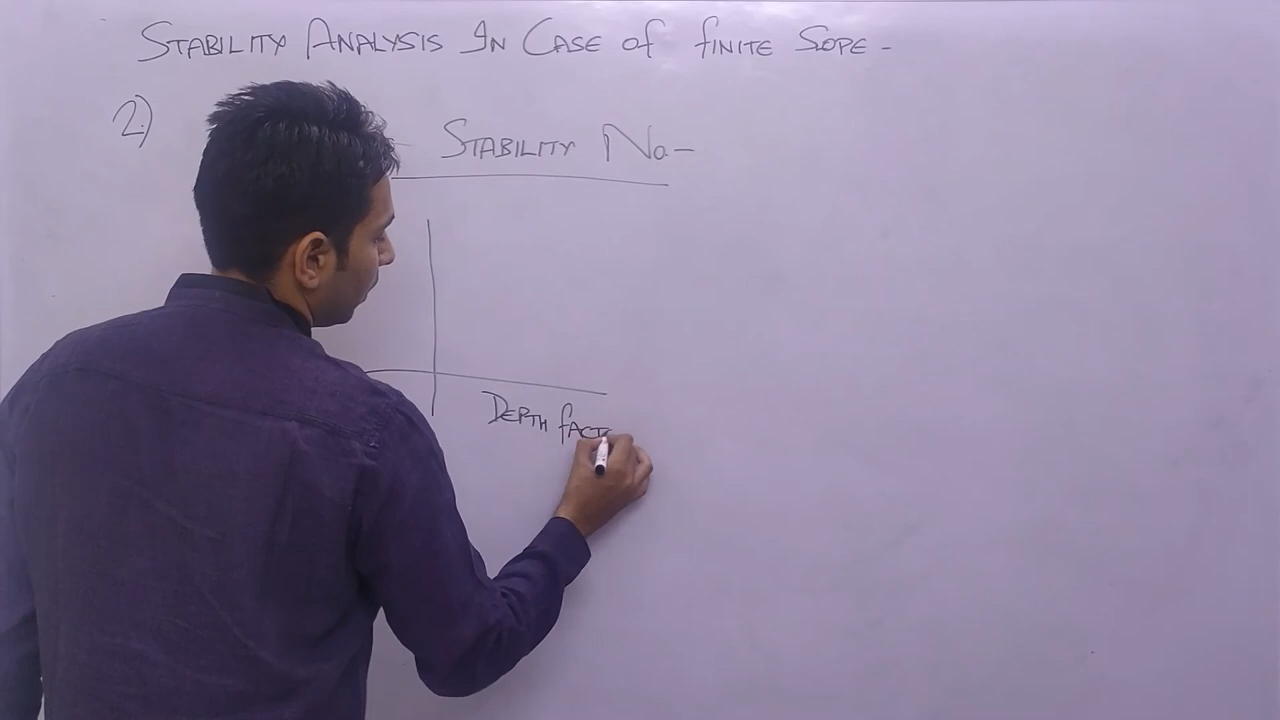 STABILITY ANALYSIS IN CASE OF FINITE SLOPE -
2.) STABILITY No-
DEPTH FACT